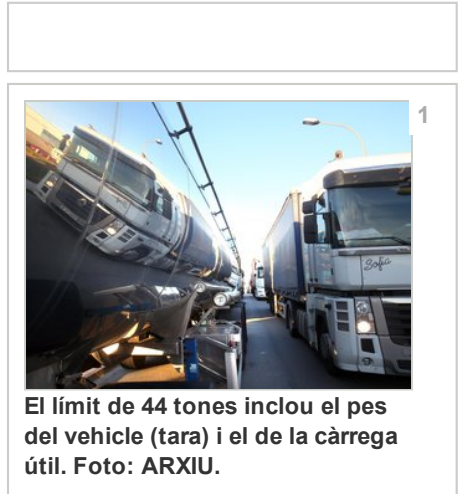 1
Sofia
El límit de 44 tones inclou el pes
del vehicle (tara) i el de la càrrega
útil. Foto: ARXIU.